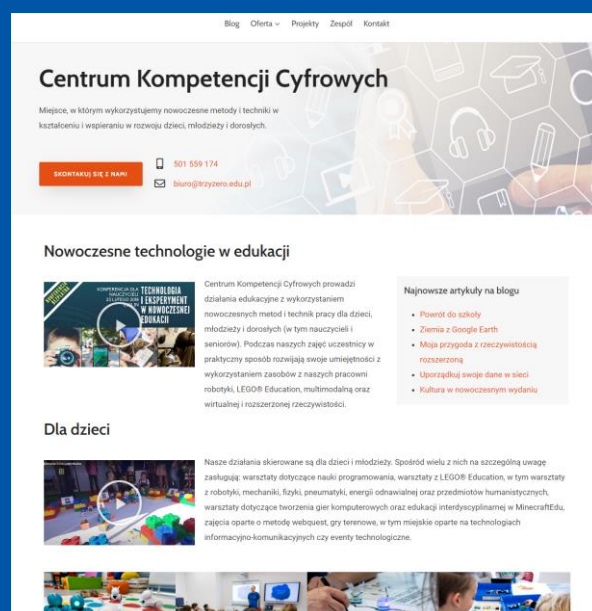 Blog Oferta Projekty Zespół Kontakt
Centrum Kompetencji Cyfrowych
Miejsce, w którym wykorzystujemy nowoczesne metody i techniki w
kształceniu i wspieraniu w rozwoju dzieci, młodzieży i dorosłych.
SKONTAKUJ SIĘ Z NAMI
501 559 174
biuro@trzyzero.edu.pl
Nowoczesne technologie w edukacji
KONFERENCJA DLA
NAUCZYCIELI
TECHNOLOGIA
I EKSPERYMENT
W NOWOCZESNEJ
EDUKACJI
Centrum Kompetencji Cyfrowych prowadzi
działania edukacyjne z wykorzystaniem
nowoczesnych metod i technik pracy dla dzieci,
młodzieży i dorosłych (w tym nauczycieli i
seniorów). Podczas naszych zajęć uczestnicy w
praktyczny sposób rozwijają swoje umiejętności z
wykorzystaniem zasobów z naszych pracowni
robotyki, LEGO® Education, multimodalną oraz
wirtualnej i rozszerzonej rzeczywistości.
Najnowsze artykuły na blogu
Powrót do szkoły
Ziemia z Google Earth
Moja przygoda z rzeczywistością
rozszerzoną
Uporządkuj swoje dane w sieci
Kultura w nowoczesnym wydaniu
Dla dzieci
Nasze działania skierowane są dla dzieci i młodzieży. Spośród wielu z nich na szczególną uwagę
zasługują: warsztaty dotyczące nauki programowania, warsztaty z LEGO® Education, w tym warsztaty
z robotyki, mechaniki, fizyki, pneumatyki, energii odnawialnej oraz przedmiotów humanistycznych,
warsztaty dotyczące tworzenia gier komputerowych oraz edukacji interdyscyplinarnej w MinecraftEdu,
zajęcia oparte o metodę webquest, gry terenowe, w tym miejskie oparte na technologiach
informacyjno-komunikacyjnych czy eventy technologiczne.